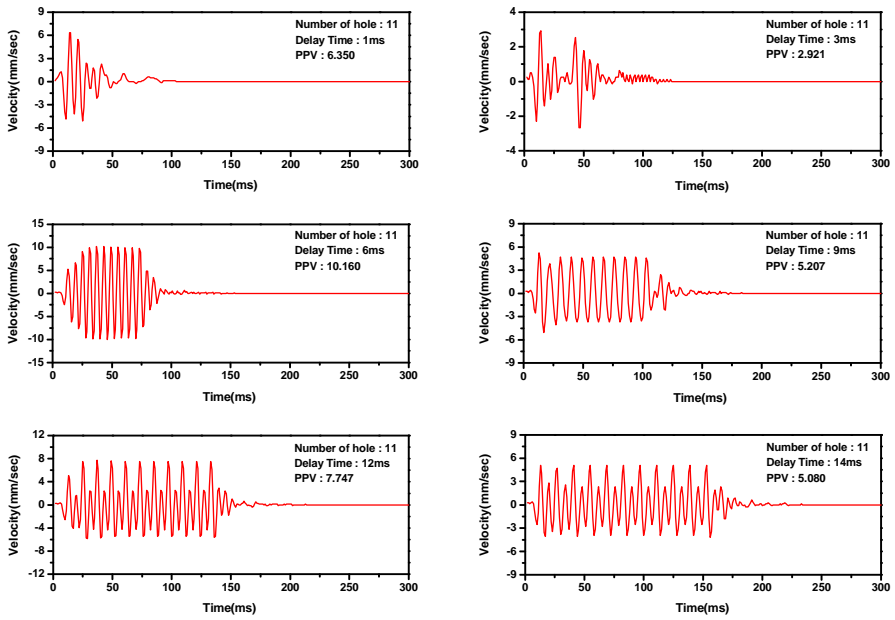 Number of hole : 11
Delay Time : 1ms
PPV : 6.350
Velocity(mm/sec)
9
6
3
0
-3
-6
-9
0 50 100 150 200 250 300
Time(ms)
Number of hole : 11
Delay Time : 3ms
PPV : 2.921
Velocity(mm/sec)
4
2
0
-2
-4
0 50 100 150 200 250 300
Time(ms)
Number of hole : 11
Delay Time : 6ms
PPV : 10.160
Velocity(mm/sec)
15
10
5
0
-5
-10
-15
0 50 100 150 200 250 300
Time(ms)
Number of hole : 11
Delay Time : 9ms
PPV : 5.207
Velocity(mm/sec)
9
6
3
0
-3
-6
-9
0 50 100 150 200 250 300
Time(ms)
Number of hole : 11
Delay Time : 12ms
PPV : 7.747
Velocity(mm/sec)
12
8
4
0
-4
-8
-12
0 50 100 150 200 250 300
Time(ms)
Number of hole : 11
Delay Time : 14ms
PPV : 5.080
Velocity(mm/sec)
9
6
3
0
-3
-6
-9
0 50 100 150 200 250 300
Time(ms)